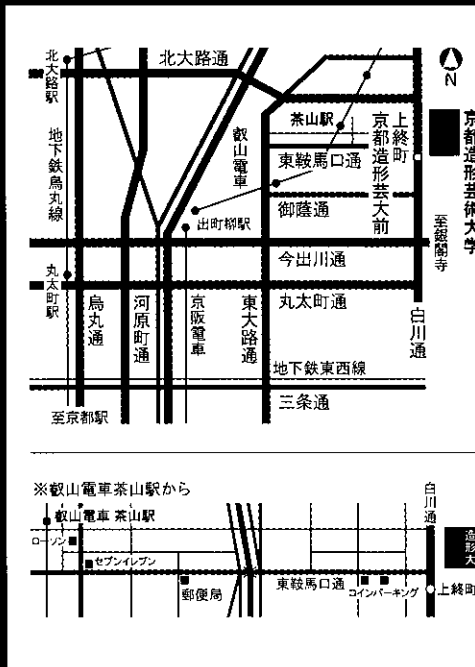 北大路通
北大路駅
N
茶山駅
上終町
京都造形芸大前
京都造形芸術大学
地下鉄烏丸線
叡山電車
東鞍馬口通
御蔭通
出町柳駅
至銀閣寺
今出川通
丸太町駅
丸太町通
烏丸通
河原町通
京阪電車
東大路通
白川通
地下鉄東西線
三条通
至京都駅
※叡山電車茶山駅から
叡山電車 茶山駅
白川通
ローソン
セブンイレブン
造形大
郵便局
東鞍馬口通
コインパーキング
上終町